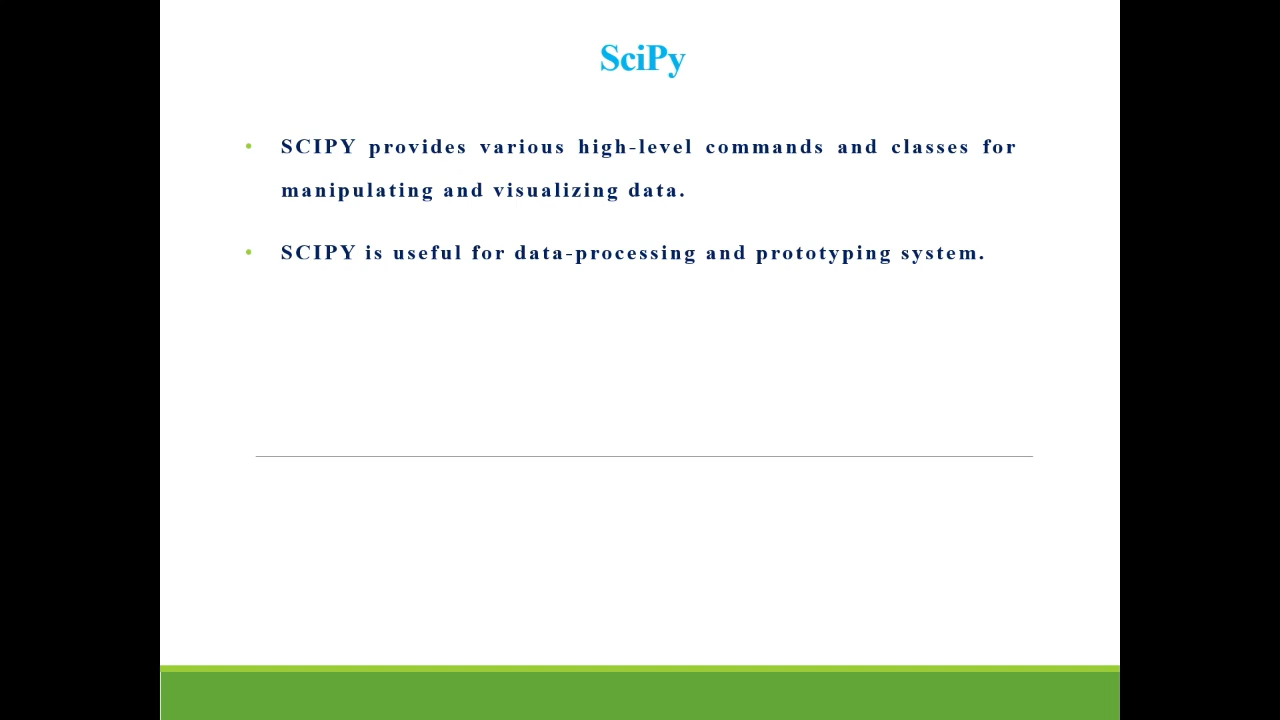 SciPy
• SCIPY provides various high-level commands and classes for
manipulating and visualizing data.
• SCIPY is useful for data-processing and prototyping system.